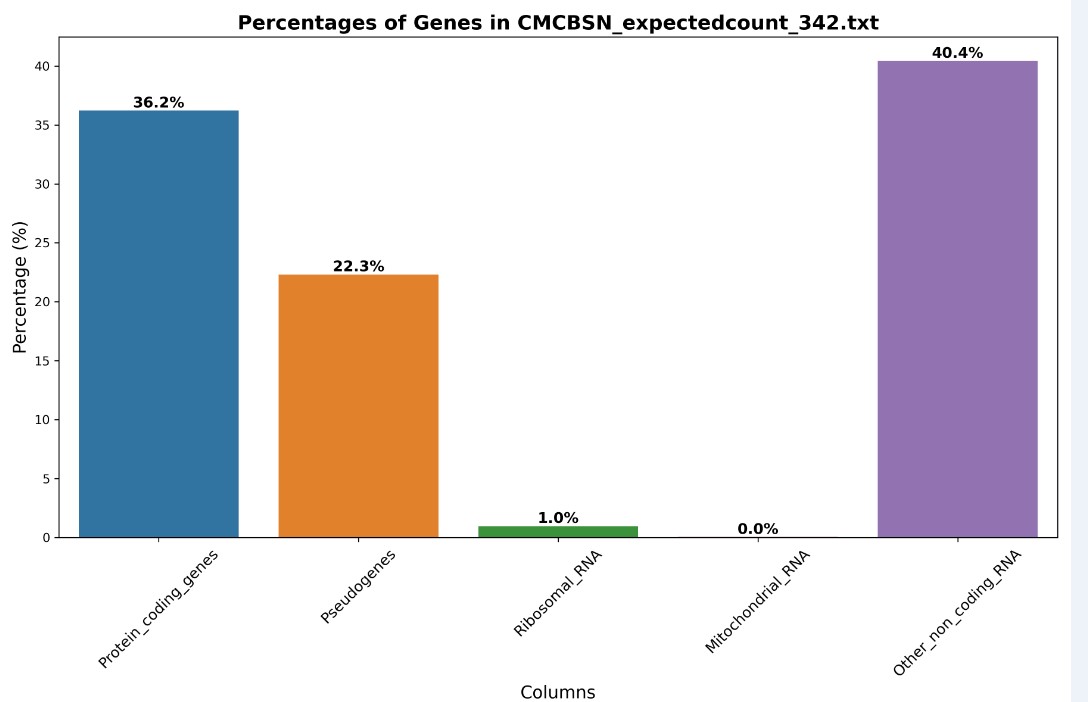 Percentages of Genes in CMCBSN_expectedcount_342.txt
40
35
30
25
20
15
10
5
0
Percentage (%)
36.2%
22.3%
1.0%
0.0%
40.4%
Protein_coding_genes
Pseudogenes
Ribosomal_RNA
Mitochondrial_RNA
Other_non_coding_RNA
Columns